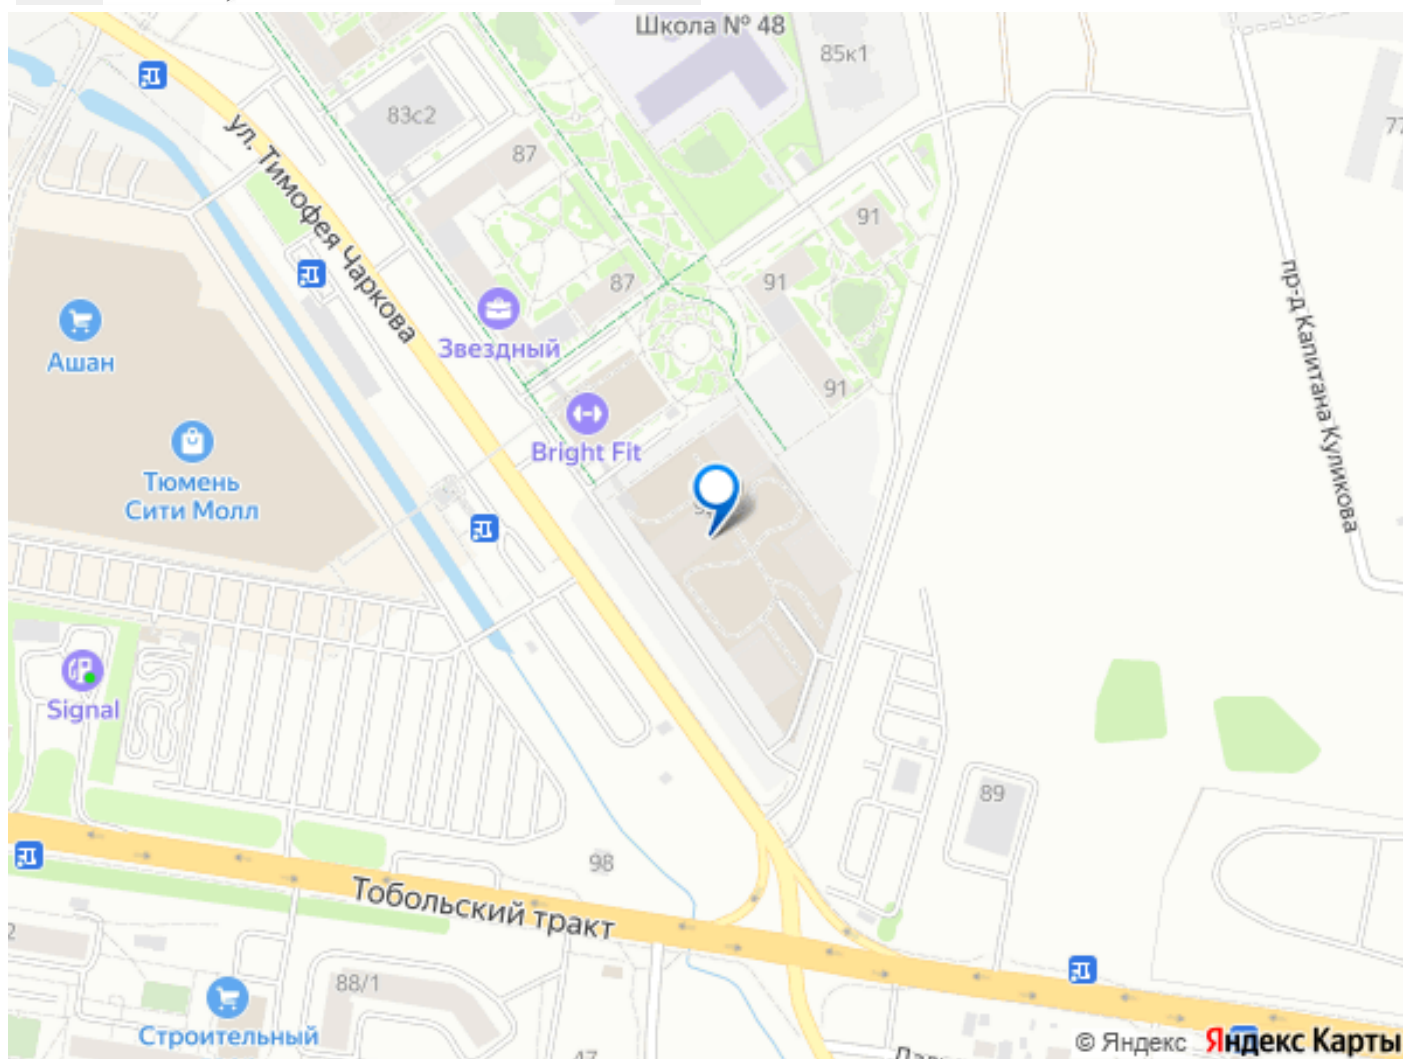 Школа № 48
85к1
83с2
77
ул. Тимофея Чаркова
87
91
87
91
Ашан
Звездный
91
пр-д Капитана Куликова
Bright Fit
Тюмень
Сити Молл
Signal
89
98
Тобольский тракт
2
88/1
Строительный
47
© Яндекс Яндекс Карты